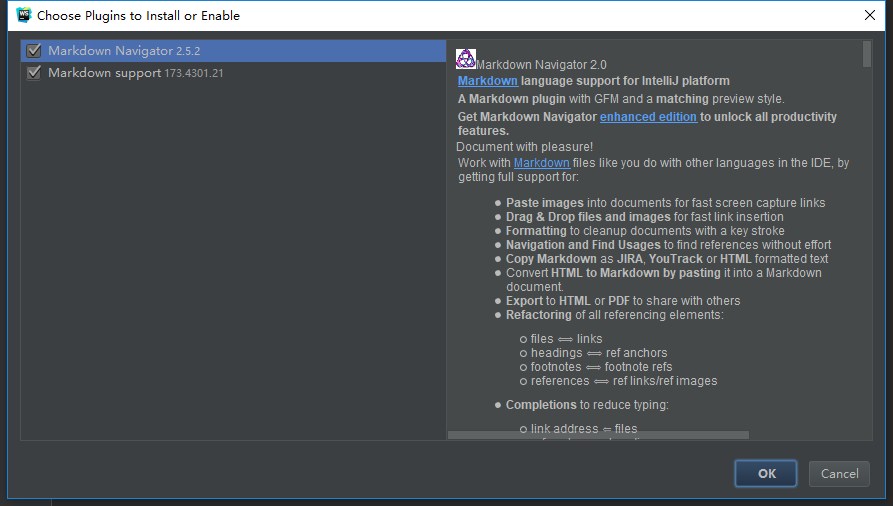 WS
Choose Plugins to Install or Enable
Markdown Navigator 2.5.2
Markdown support 173.4301.21
Markdown Navigator 2.0
Markdown language support for IntelliJ platform
A Markdown plugin with GFM and a matching preview style.
Get Markdown Navigator enhanced edition to unlock all productivity
features.
Document with pleasure!
Work with Markdown files like you do with other languages in the IDE, by
getting full support for:
● Paste images into documents for fast screen capture links
● Drag & Drop files and images for fast link insertion
● Formatting to cleanup documents with a key stroke
● Navigation and Find Usages to find references without effort
● Copy Markdown as JIRA, YouTrack or HTML formatted text
● Convert HTML to Markdown by pasting it into a Markdown
document.
● Export to HTML or PDF to share with others
● Refactoring of all referencing elements:
○ files ⟺ links
○ headings ⟺ ref anchors
○ footnotes ⟺ footnote refs
○ references ⟺ ref links/ref images
● Completions to reduce typing:
○ link address ⇐ files
OK
Cancel